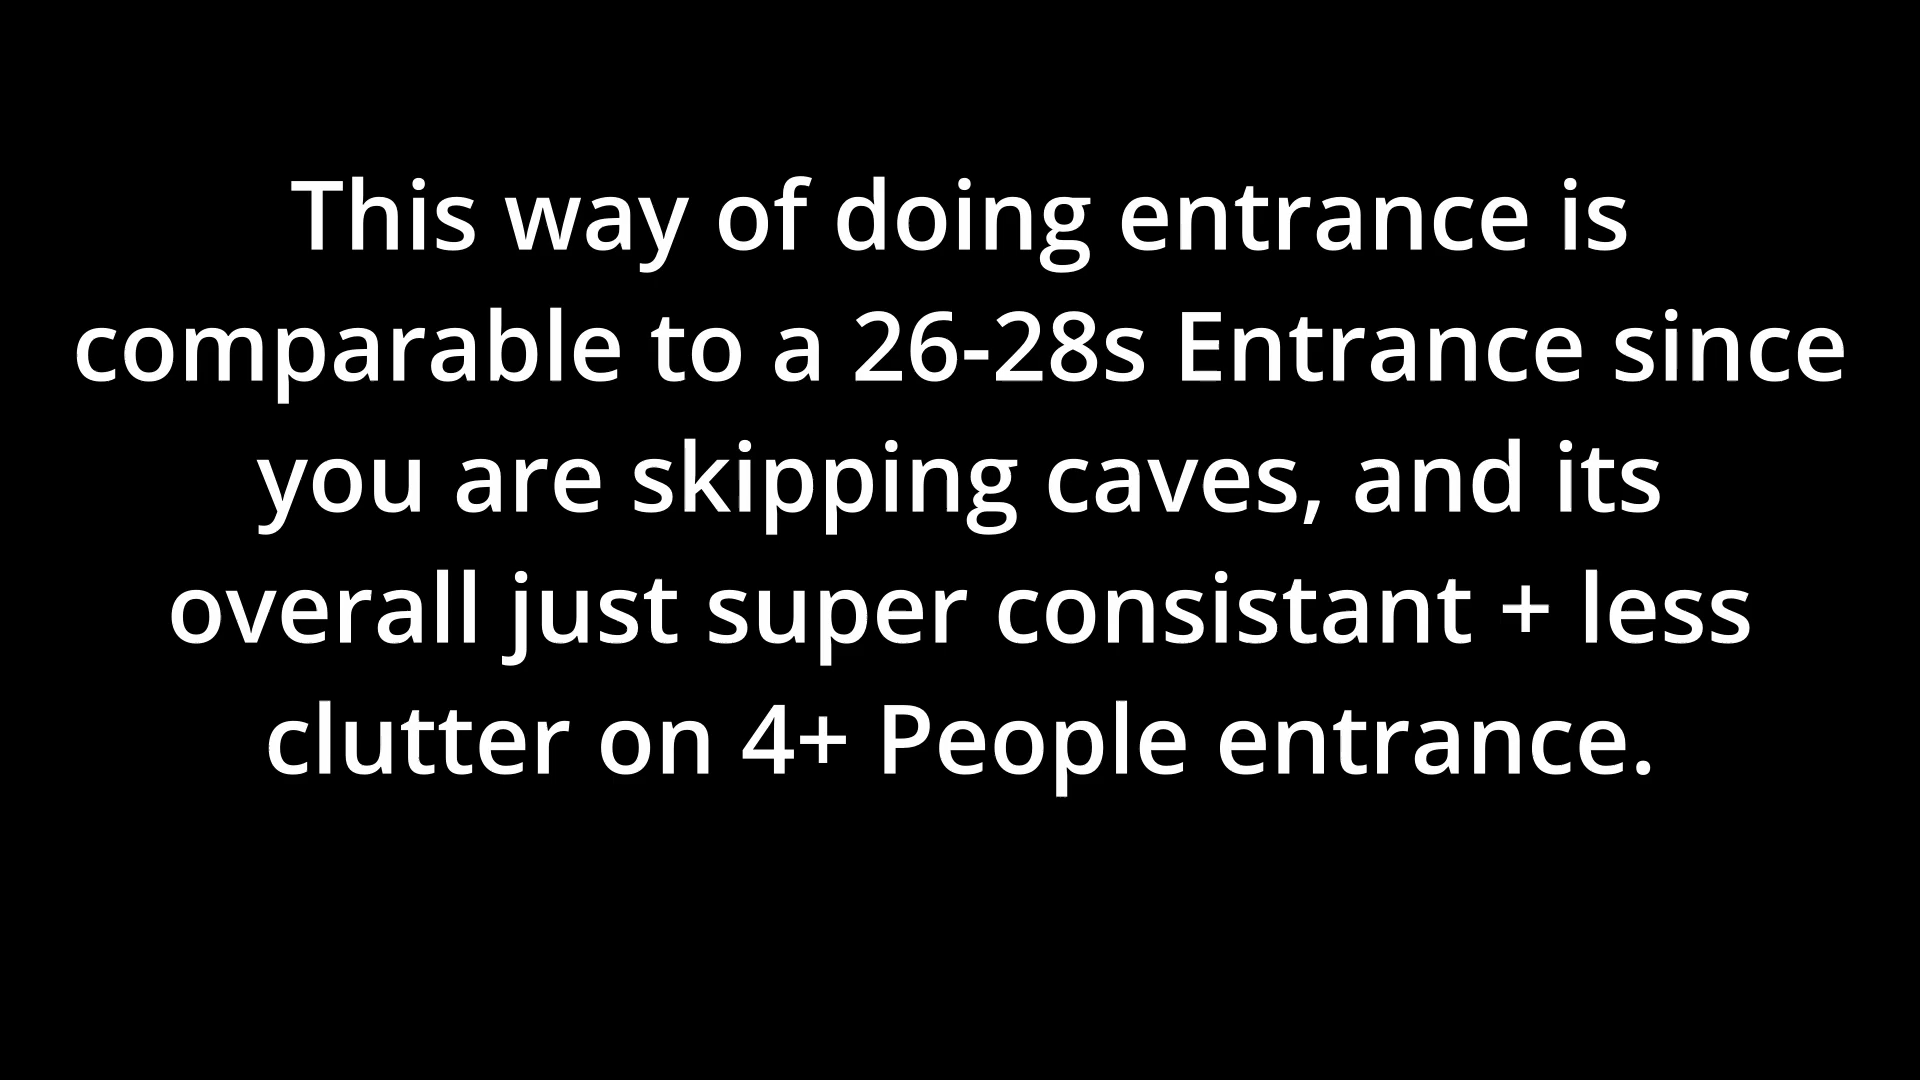 This way of doing entrance is
comparable to a 26-28s Entrance since
you are skipping caves, and its
overall just super consistant + less
clutter on 4+ People entrance.